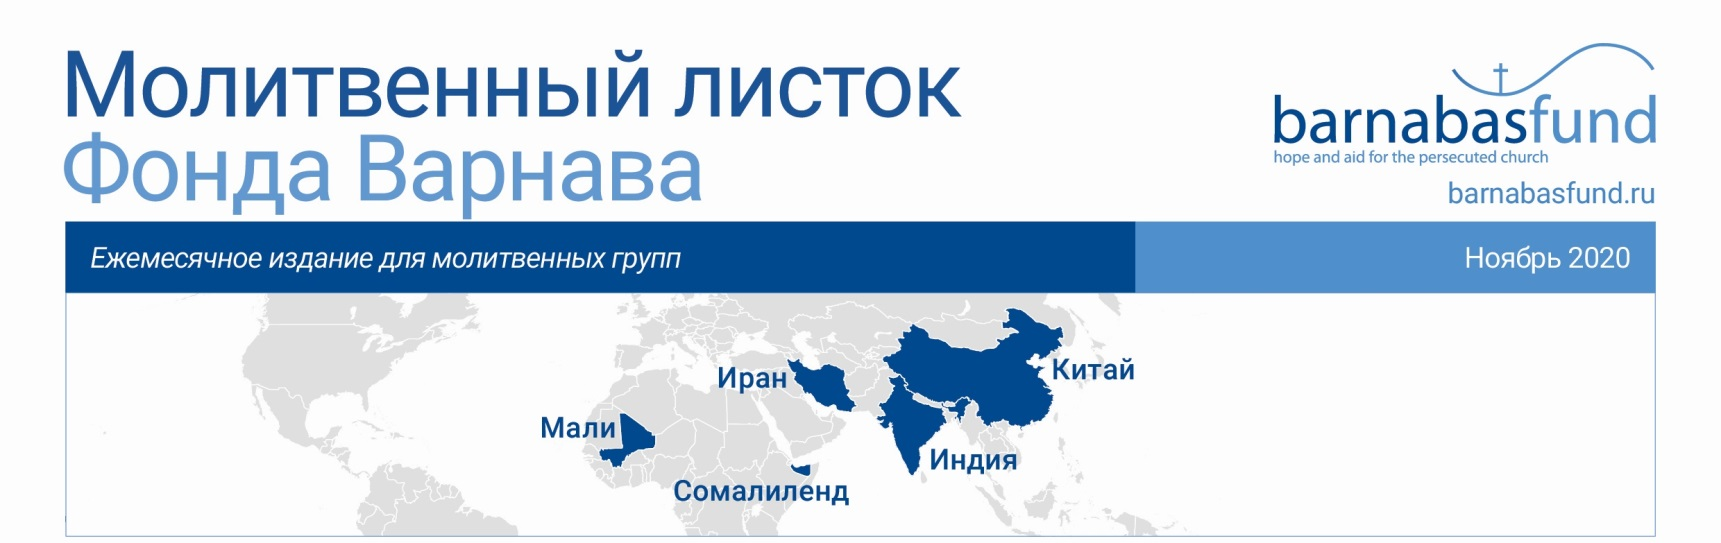 Молитвенный листок
Фонда Варнава
barnabasfund
hope and aid for the persecuted church
barnabasfund.ru
Ежемесячное издание для молитвенных групп
Ноябрь 2020
Иран
Китай
Мали
Индия
Сомалиленд